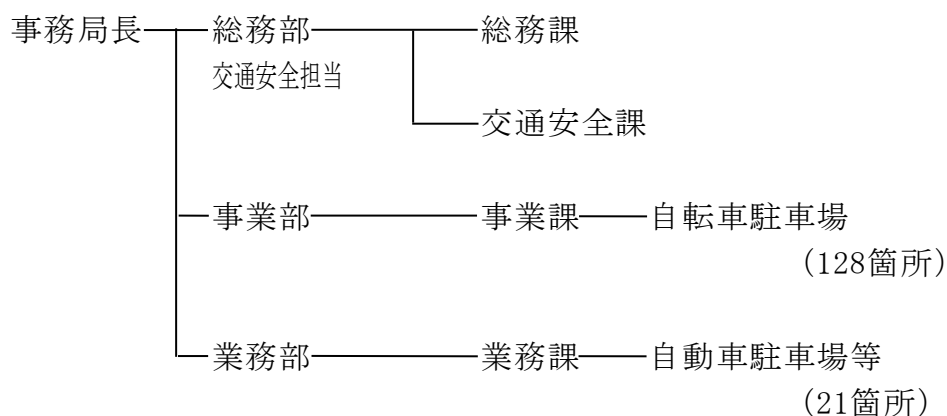 事務局長 総務部 総務課
交通安全担当
交通安全課
事業部 事業課 自転車駐車場
(128箇所)
業務部 業務課 自動車駐車場等
(21箇所)